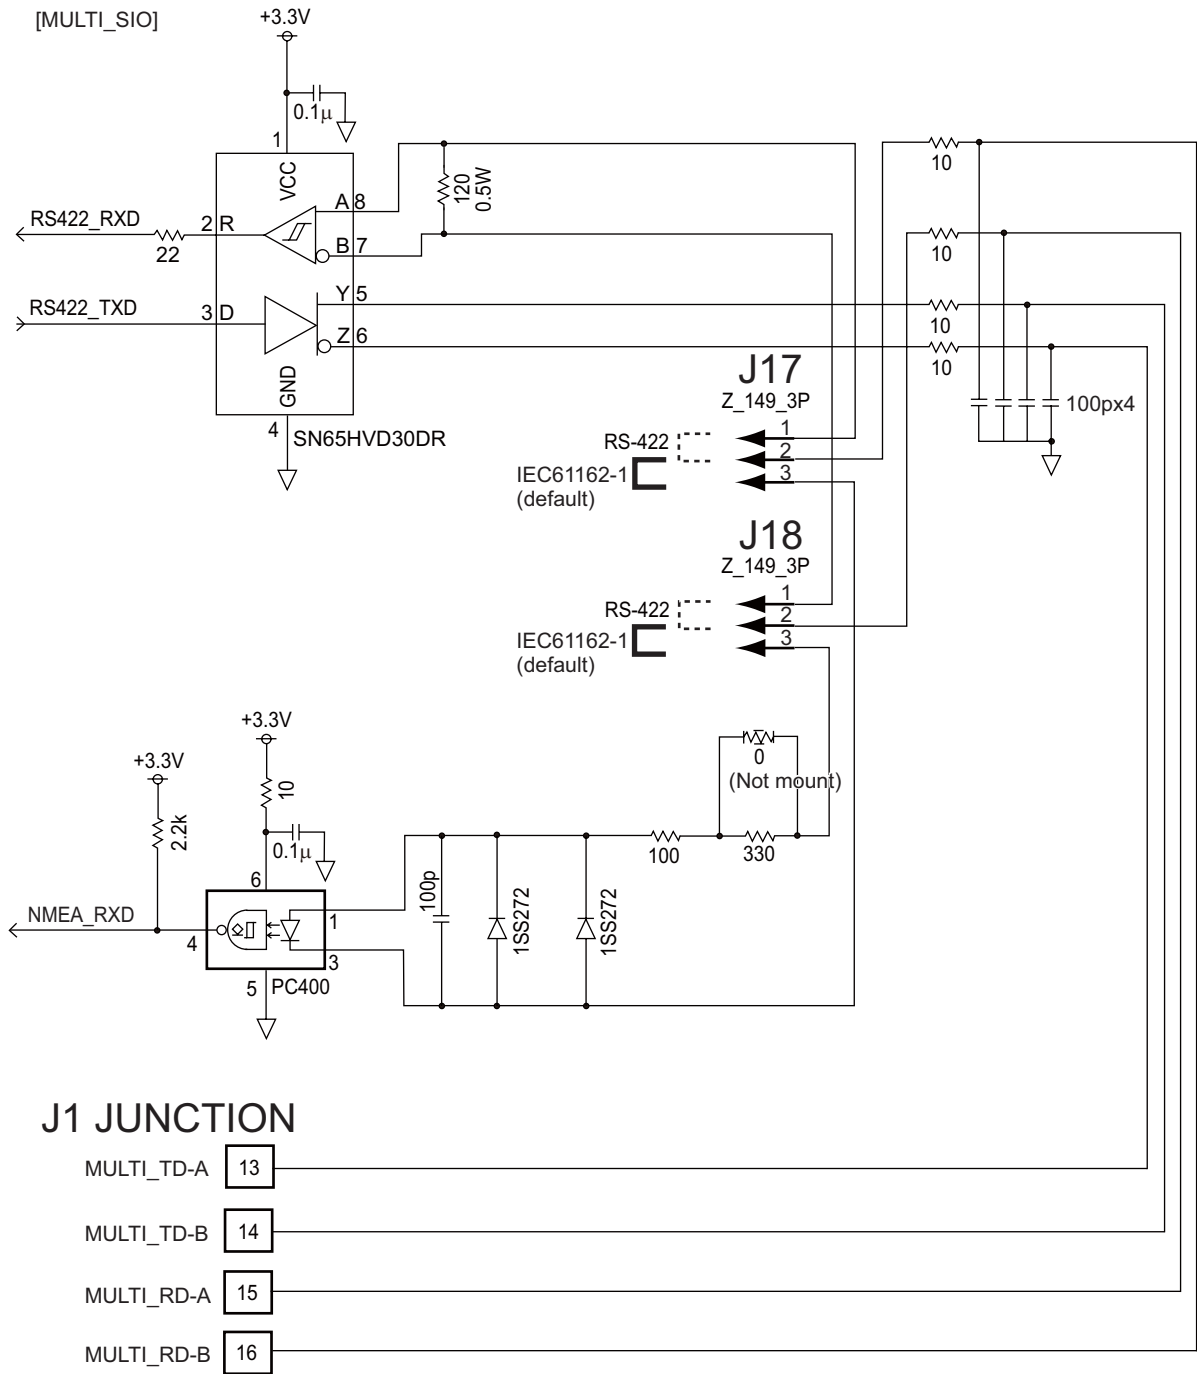 [MULTI_SIO]
+3.3V
0.1μ
1
VCC
A 8
120
0.5W
10
RS422_RXD
2 R
22
B 7
10
Y 5
RS422_TXD
3 D
10
Z 6
10
GND
J17
Z_149_3P
100px4
4
SN65HVD30DR
RS-422
1
2
IEC61162-1
3
(default)
J18
Z_149_3P
RS-422
1
2
IEC61162-1
3
(default)
+3.3V
+3.3V
0
(Not mount)
10
2.2k
0.1μ
100
330
6
100p
1SS272
1SS272
NMEA_RXD
4
1
3
5
PC400
J1 JUNCTION
MULTI_TD-A 13
MULTI_TD-B 14
MULTI_RD-A 15
MULTI_RD-B 16